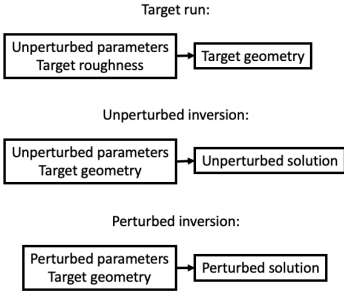 Target run:
Unperturbed parameters
Target roughness
Target geometry
Unperturbed inversion:
Unperturbed parameters
Target geometry
Unperturbed solution
Perturbed inversion:
Perturbed parameters
Target geometry
Perturbed solution